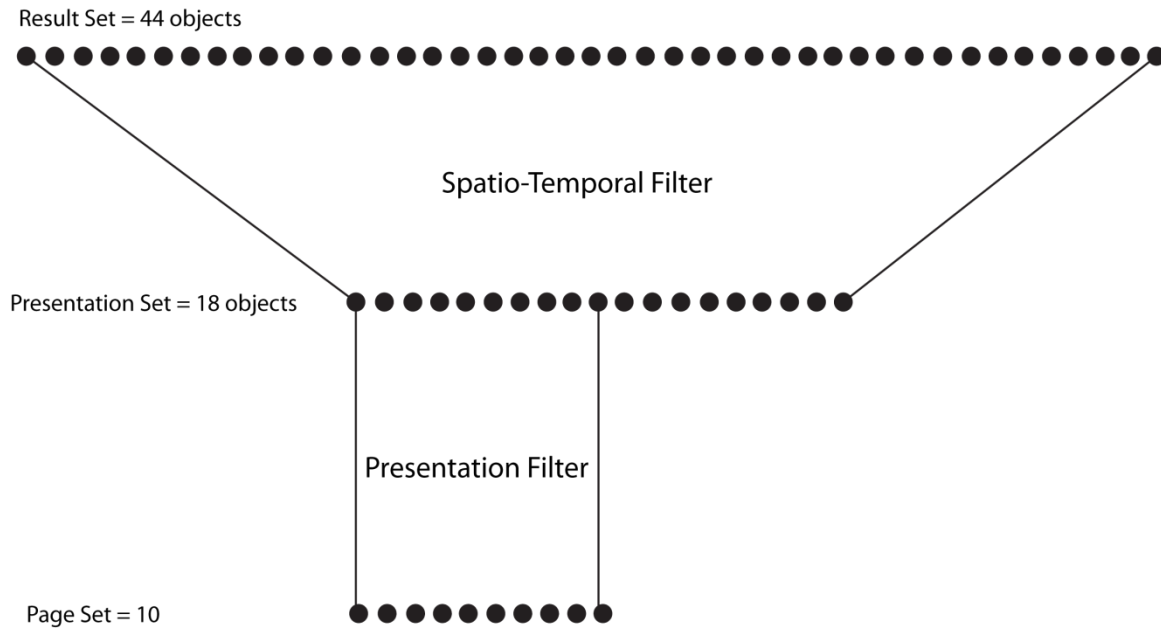 Result Set = 44 objects
Spatio-Temporal Filter
Presentation Set = 18 objects
Presentation Filter
Page Set = 10